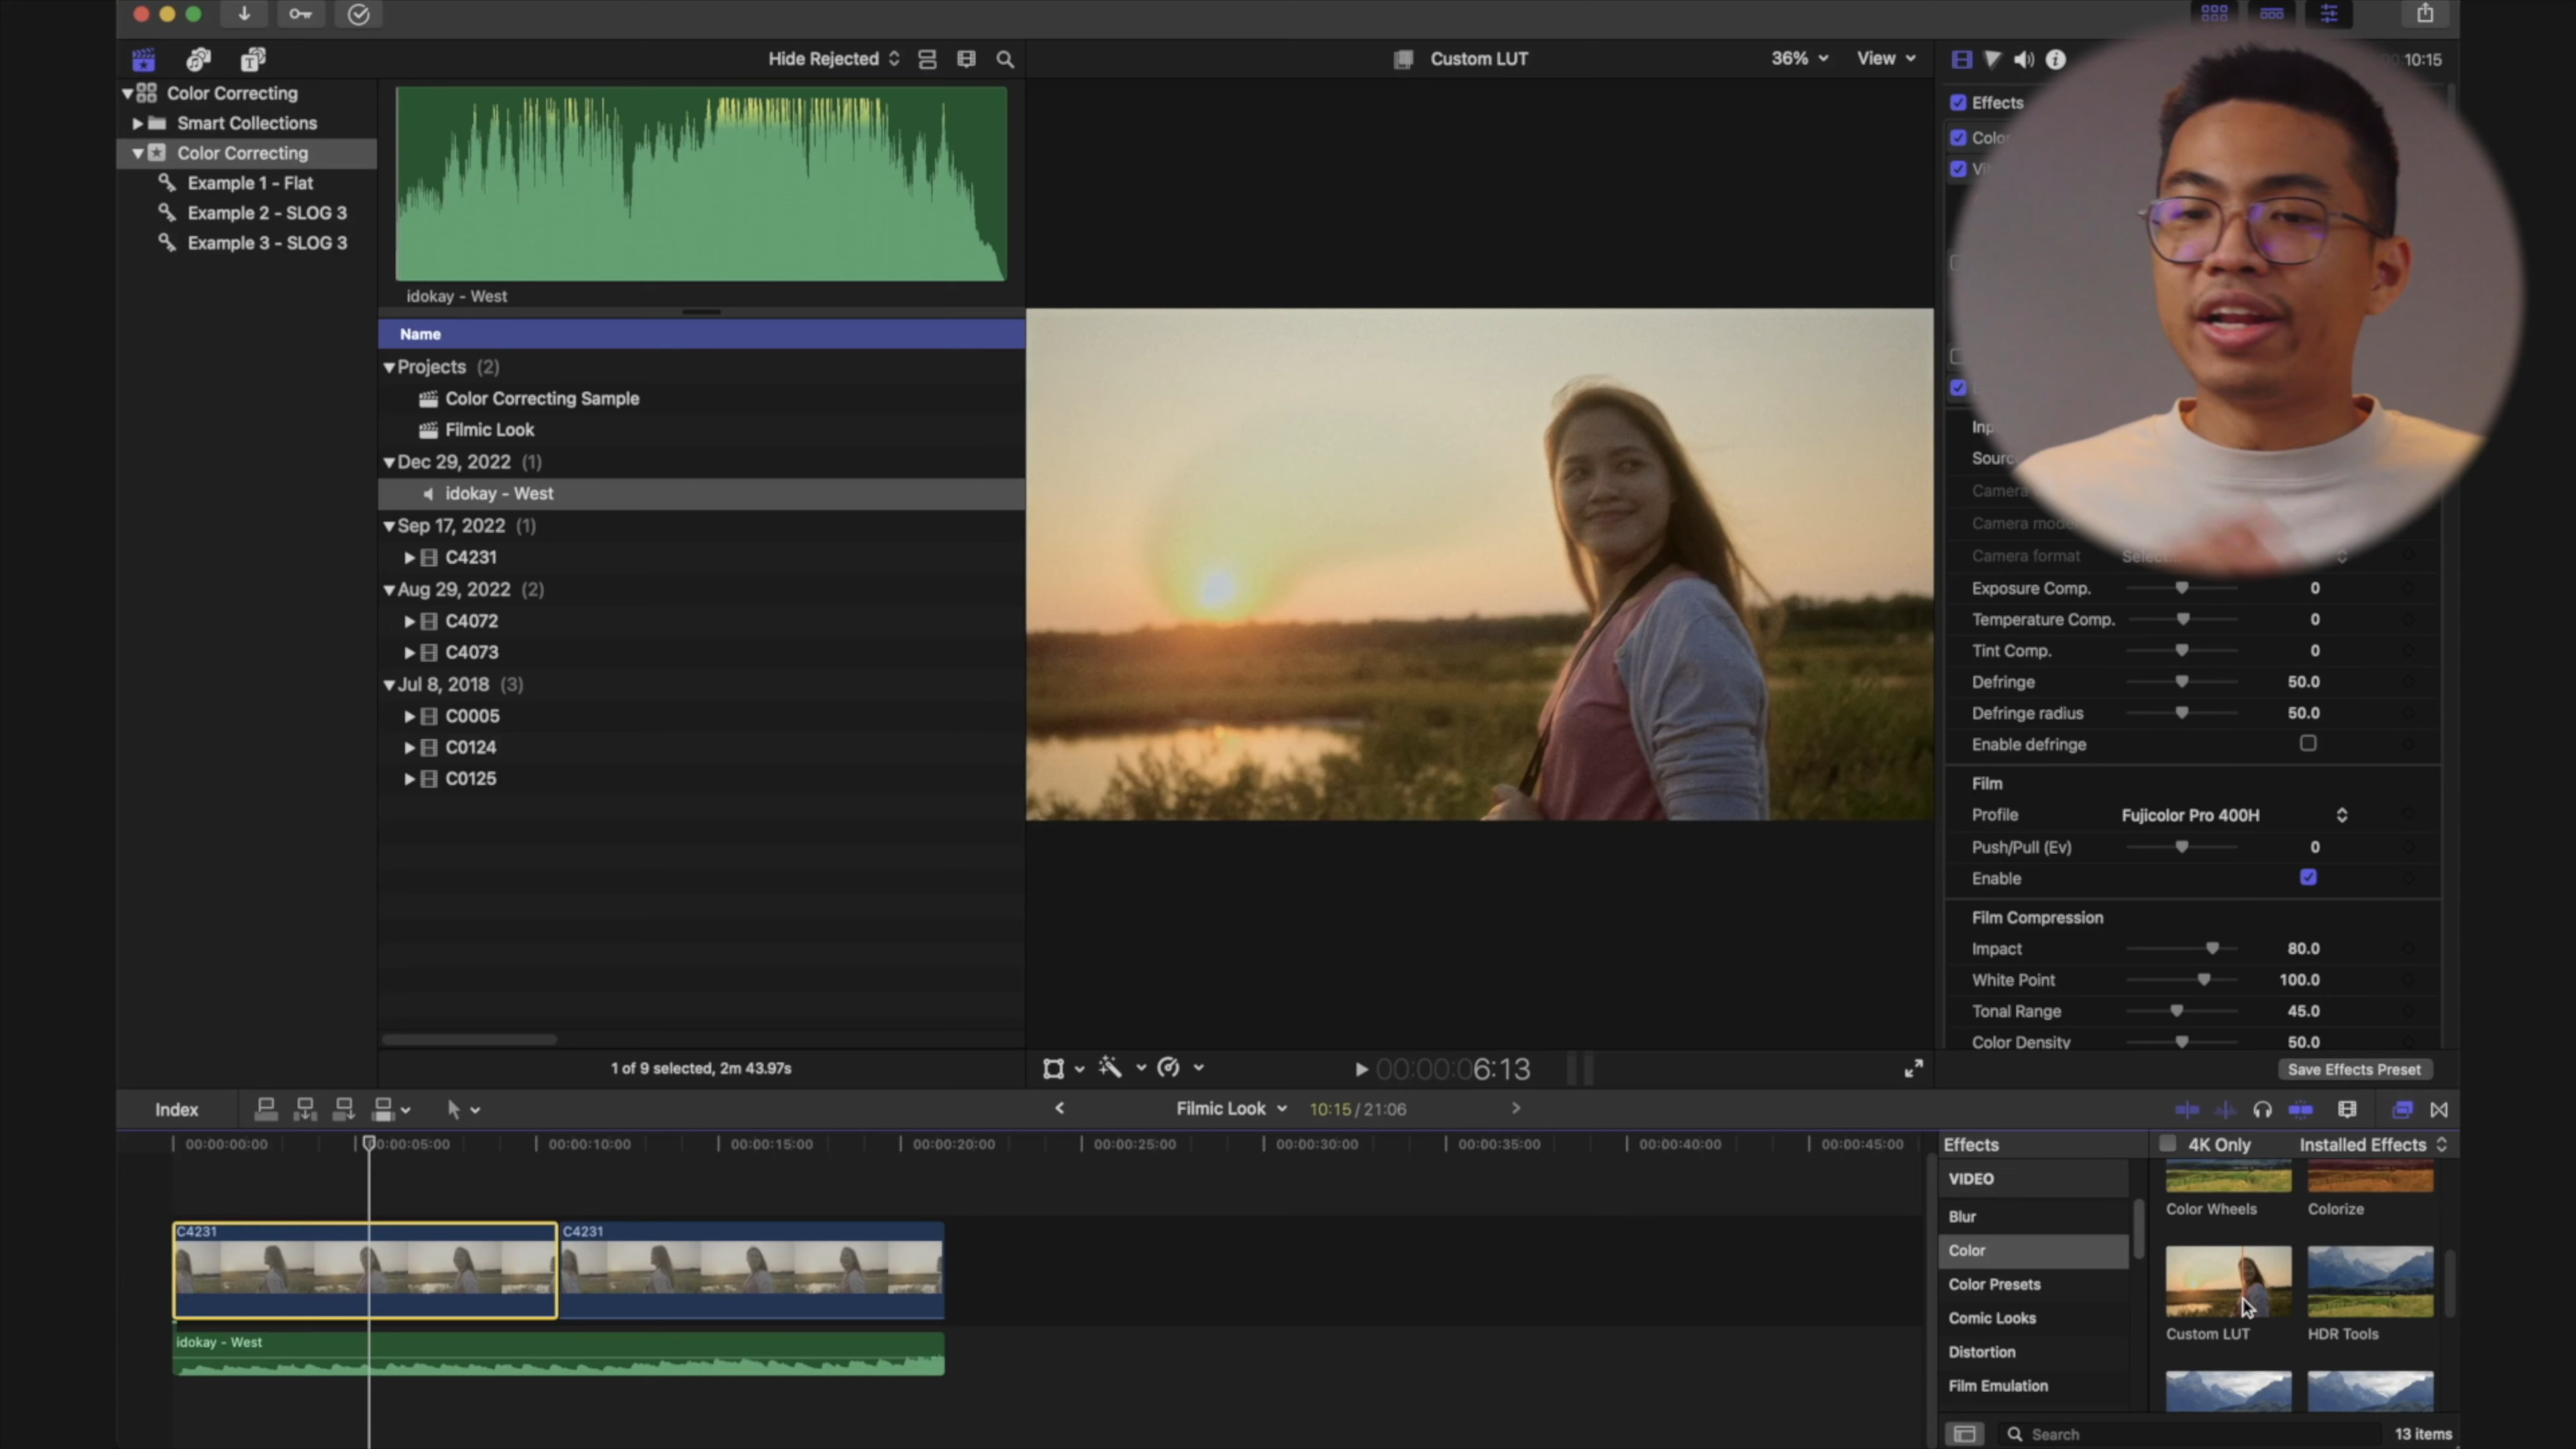 Hide Rejected
Custom LUT
36%
View
10:15
Color Correcting
Smart Collections
Color Correcting
Example 1 - Flat
Example 2 - SLOG 3
Example 3 - SLOG 3
idokay - West
Name
Projects (2)
Color Correcting Sample
Filmic Look
Dec 29, 2022 (1)
idokay - West
Sep 17, 2022 (1)
C4231
Aug 29, 2022 (2)
C4072
C4073
Jul 8, 2018 (3)
C0005
C0124
C0125
1 of 9 selected, 2m 43.97s
00:00:06:13
Effects
Camera format
Exposure Comp. 0
Temperature Comp. 0
Tint Comp. 0
Defringe 50.0
Defringe radius 50.0
Enable defringe
Film
Profile Fujicolor Pro 400H
Push/Pull (Ev) 0
Enable
Film Compression
Impact 80.0
White Point 100.0
Tonal Range 45.0
Color Density 50.0
Save Effects Preset
Index
Filmic Look
10:15 / 21:06
00:00:00:00
00:00:05:00
00:00:10:00
00:00:15:00
00:00:20:00
00:00:25:00
00:00:30:00
00:00:35:00
00:00:40:00
00:00:45:00
C4231
C4231
idokay - West
Effects
4K Only
Installed Effects
VIDEO
Blur
Color
Color Presets
Comic Looks
Distortion
Film Emulation
Color Wheels
Colorize
Custom LUT
HDR Tools
Search
13 items